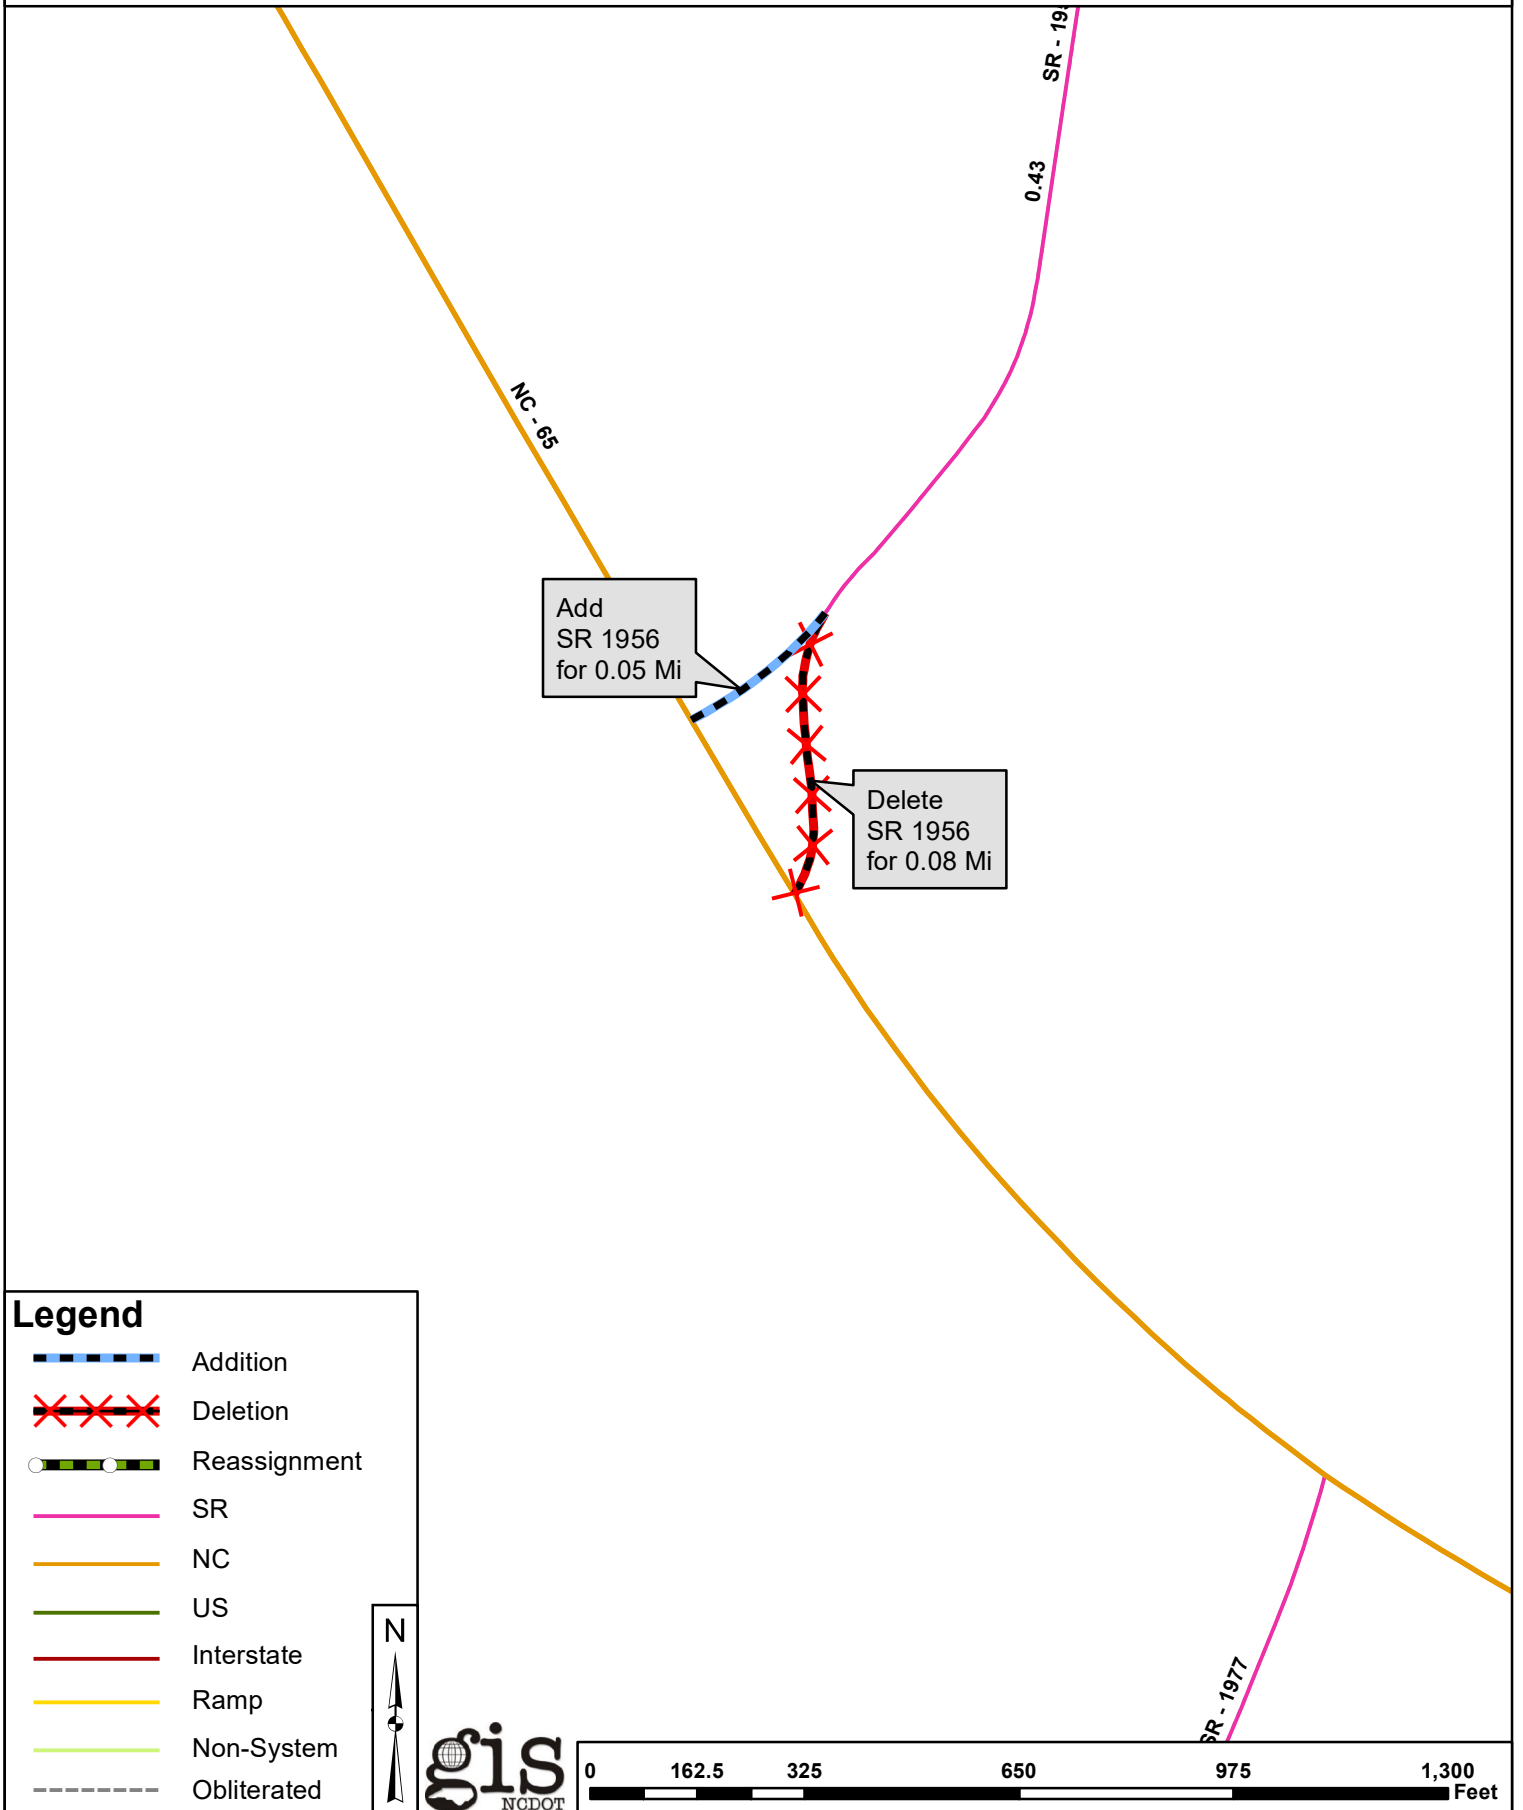 SR - 19
0.43
NC - 65
Add
SR 1956
for 0.05 Mi
Delete
SR 1956
for 0.08 Mi
Legend
Addition
Deletion
Reassignment
SR
NC
US
Interstate
Ramp
Non-System
Obliterated
N
gis
NCDOT
SR - 1977
0 162.5 325 650 975 1,300
Feet